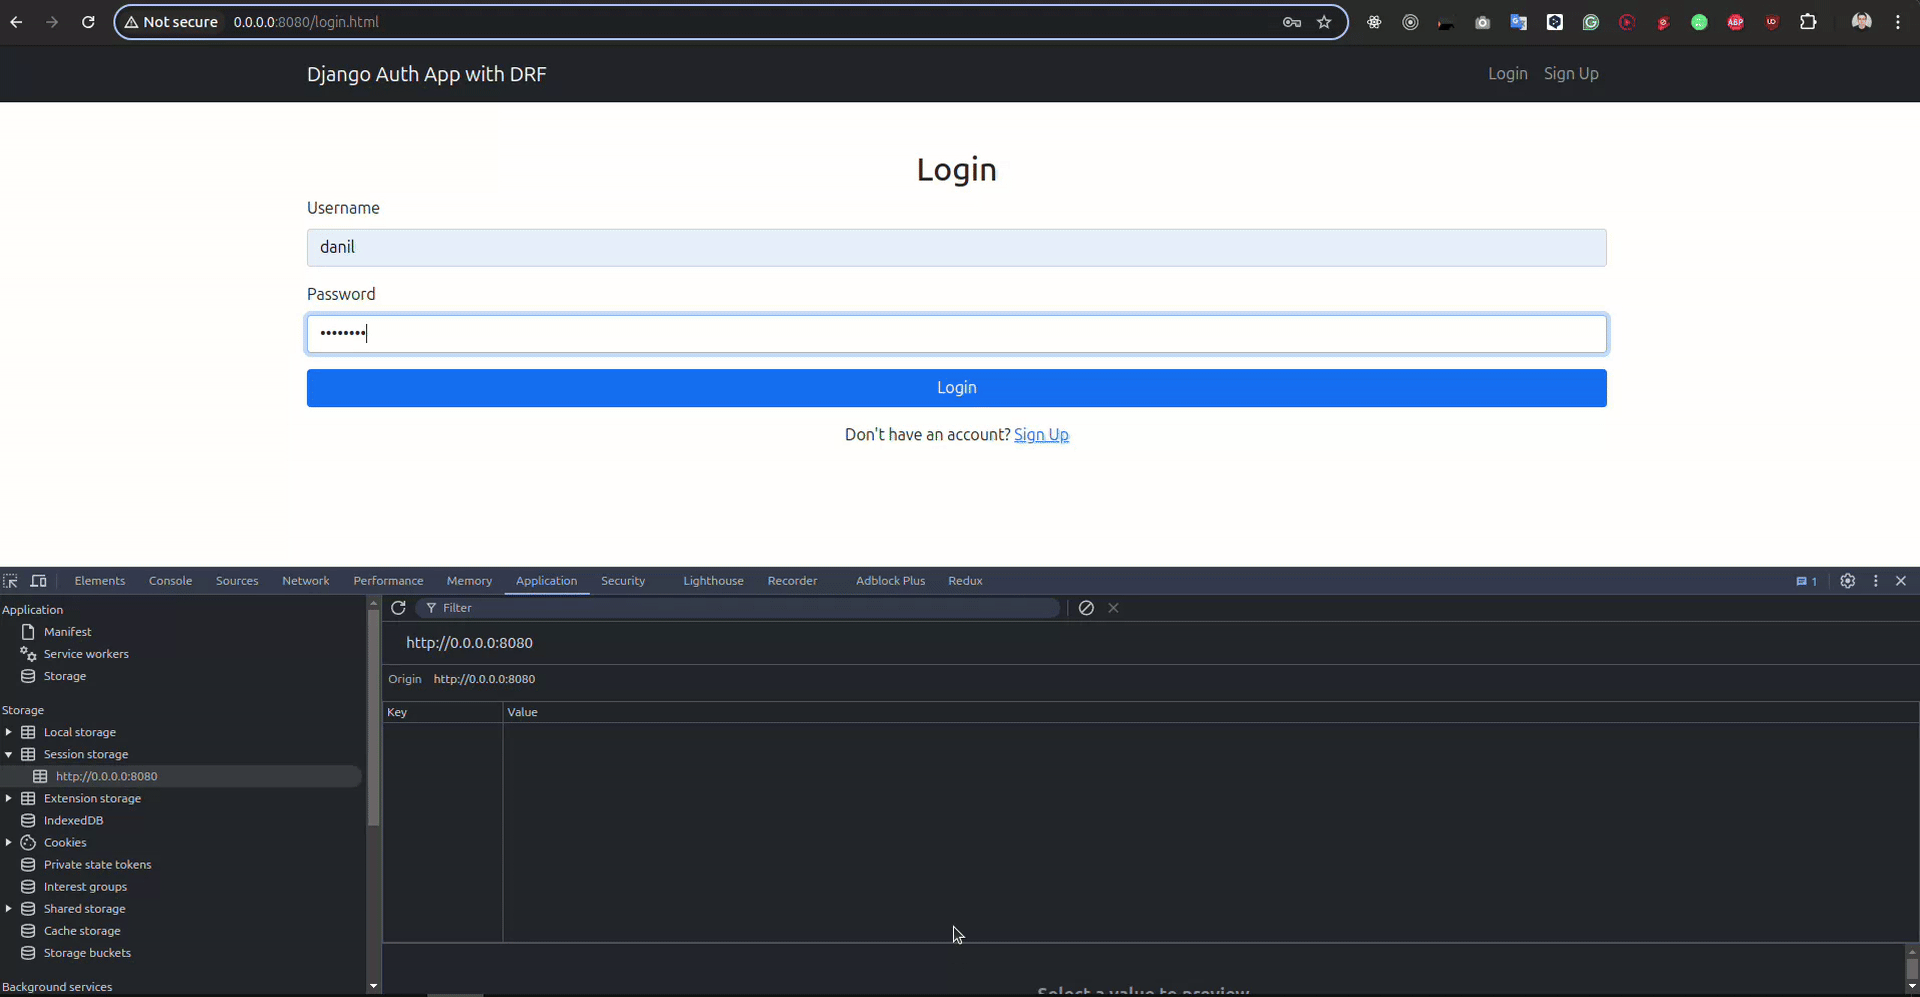 Not secure 0.0.0.0:8080/login.html
Django Auth App with DRF Login Sign Up
Login
Username
danil
Password
••••••••
Login
Don't have an account? Sign Up
Elements Console Sources Network Performance Memory Application Security Lighthouse Recorder Adblock Plus Redux 1
Application
Manifest
Service workers
Storage
Storage
Local storage
Session storage
http://0.0.0.0:8080
Extension storage
IndexedDB
Cookies
Private state tokens
Interest groups
Shared storage
Cache storage
Storage buckets
Background services
Filter
http://0.0.0.0:8080
Origin http://0.0.0.0:8080
Key Value
Select a value to preview